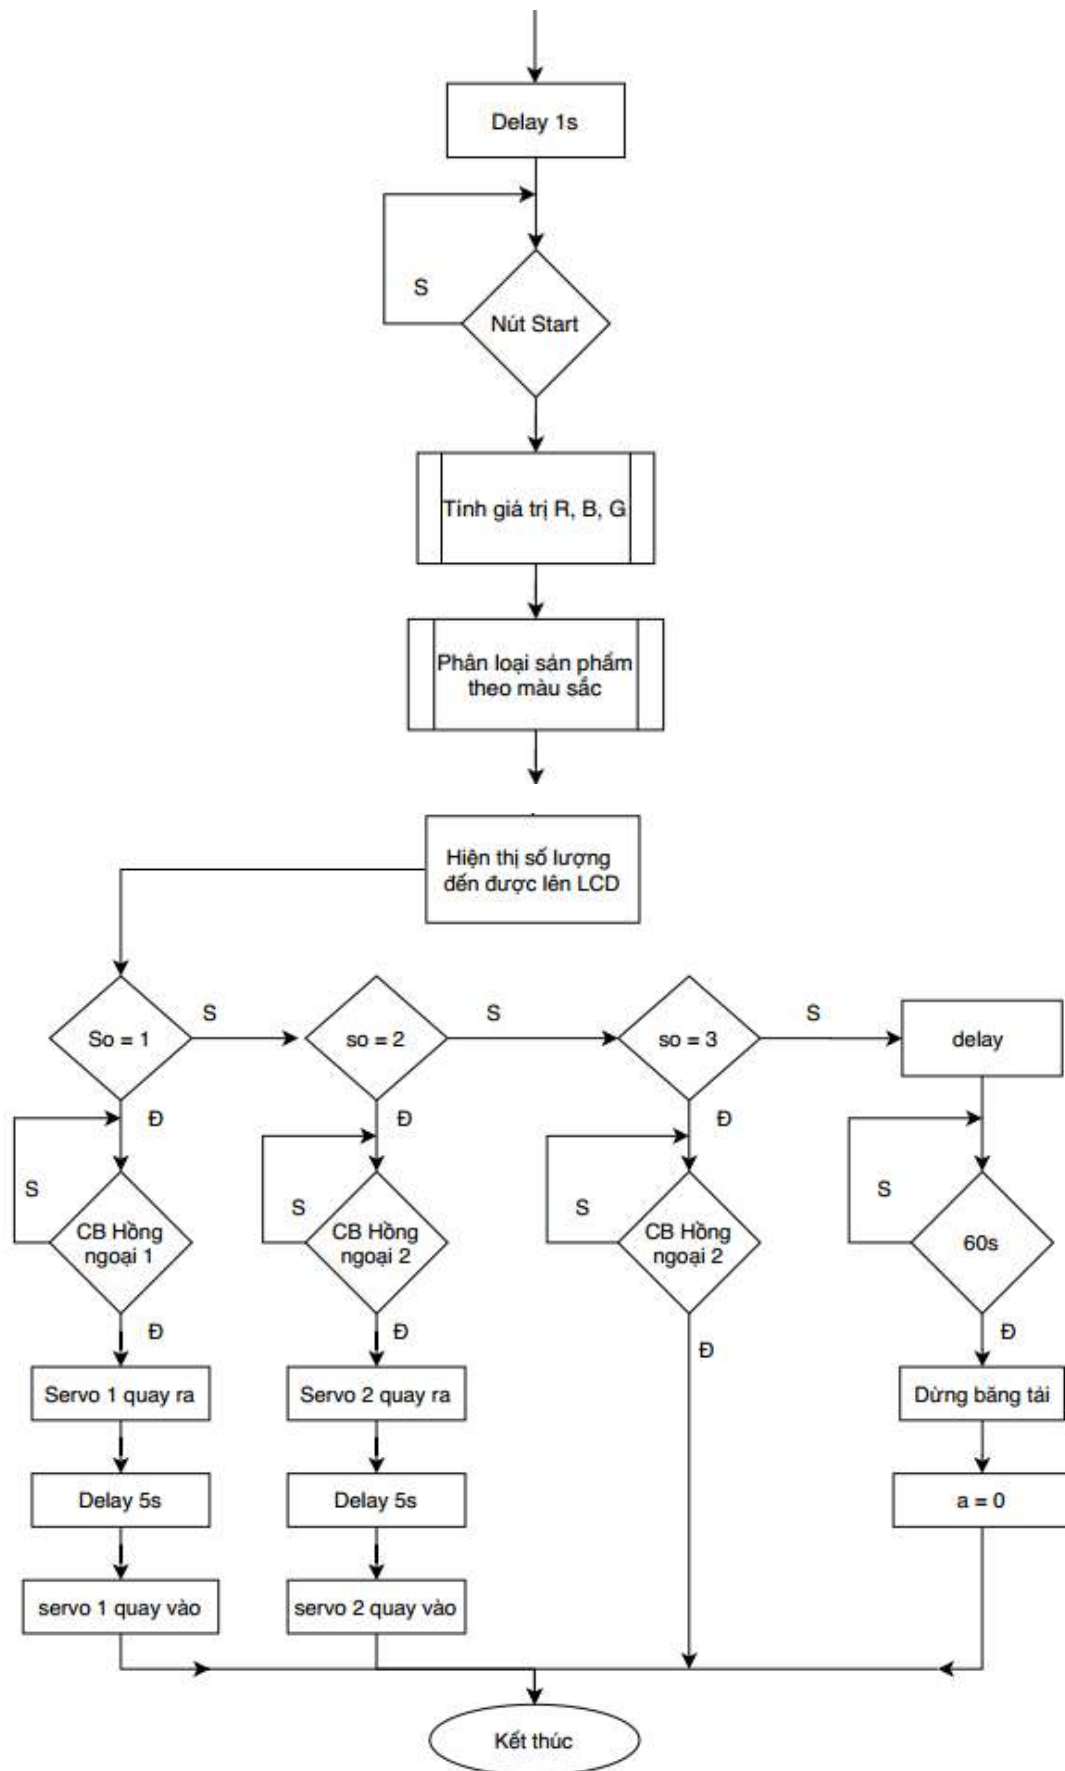 Delay 1s
S
Nút Start
Tính giá trị R, B, G
Phân loại sản phẩm
theo màu sắc
Hiện thị số lượng
đến được lên LCD
So = 1
S
so = 2
S
so = 3
S
delay
Đ
Đ
Đ
S
CB Hồng
ngoại 1
S
CB Hồng
ngoại 2
S
CB Hồng
ngoại 2
S
60s
Đ
Đ
Đ
Đ
Servo 1 quay ra
Servo 2 quay ra
Dừng băng tải
Delay 5s
Delay 5s
a = 0
servo 1 quay vào
servo 2 quay vào
Kết thúc